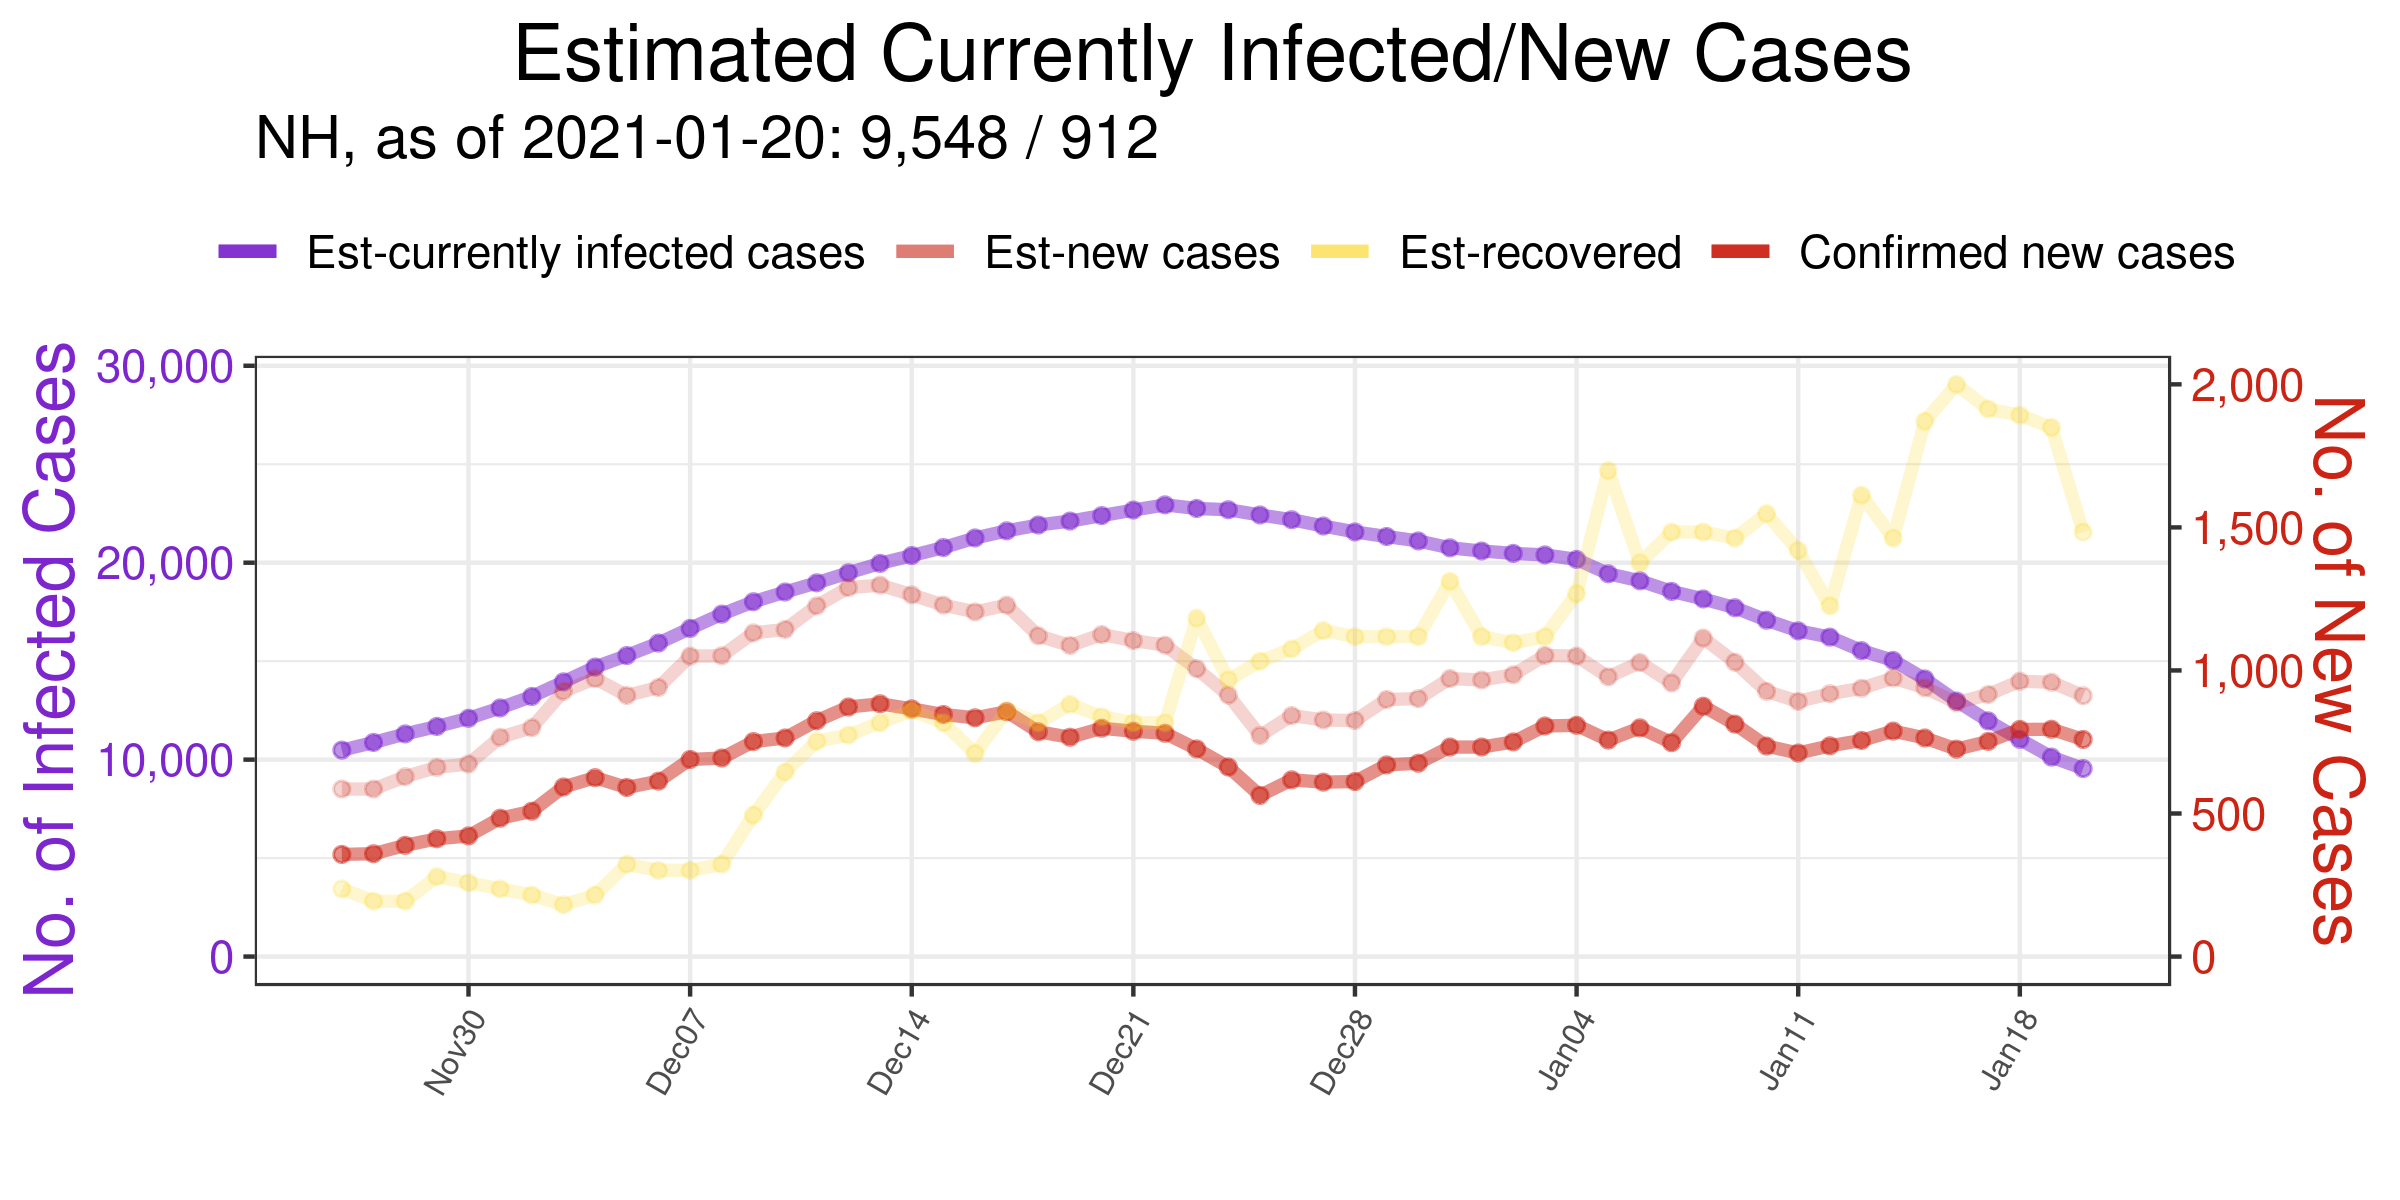 Estimated Currently Infected/New Cases
NH, as of 2021-01-20: 9,548 / 912
Est-currently infected cases Est-new cases Est-recovered Confirmed new cases
No. of Infected Cases
30,000
20,000
10,000
0
2,000
1,500
1,000
500
0
No. of New Cases
Nov30 Dec07 Dec14 Dec21 Dec28 Jan04 Jan11 Jan18